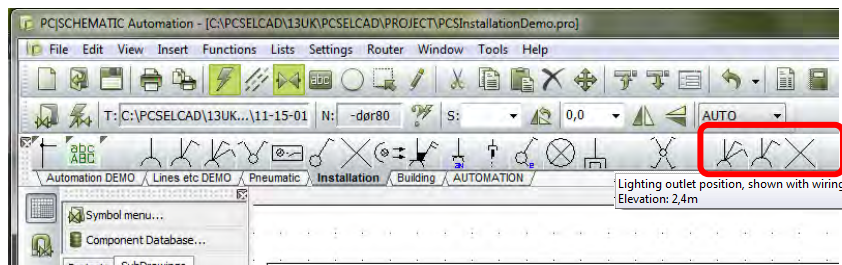 PC|SCHEMATIC Automation - [C:\PCSELCAD\13UK\PCSELCAD\PROJECT\PCSInstallationDemo.pro]
File Edit View Insert Functions Lists Settings Router Window Tools Help
T: C:\PCSELCAD\13UK...\11-15-01 N: -dør80 S: 0,0 AUTO
abc
ABC
Automation DEMO Lines etc DEMO Pneumatic Installation Building AUTOMATION
Lighting outlet position, shown with wiring
Elevation: 2,4m
Symbol menu...
Component Database...
SubDrawings